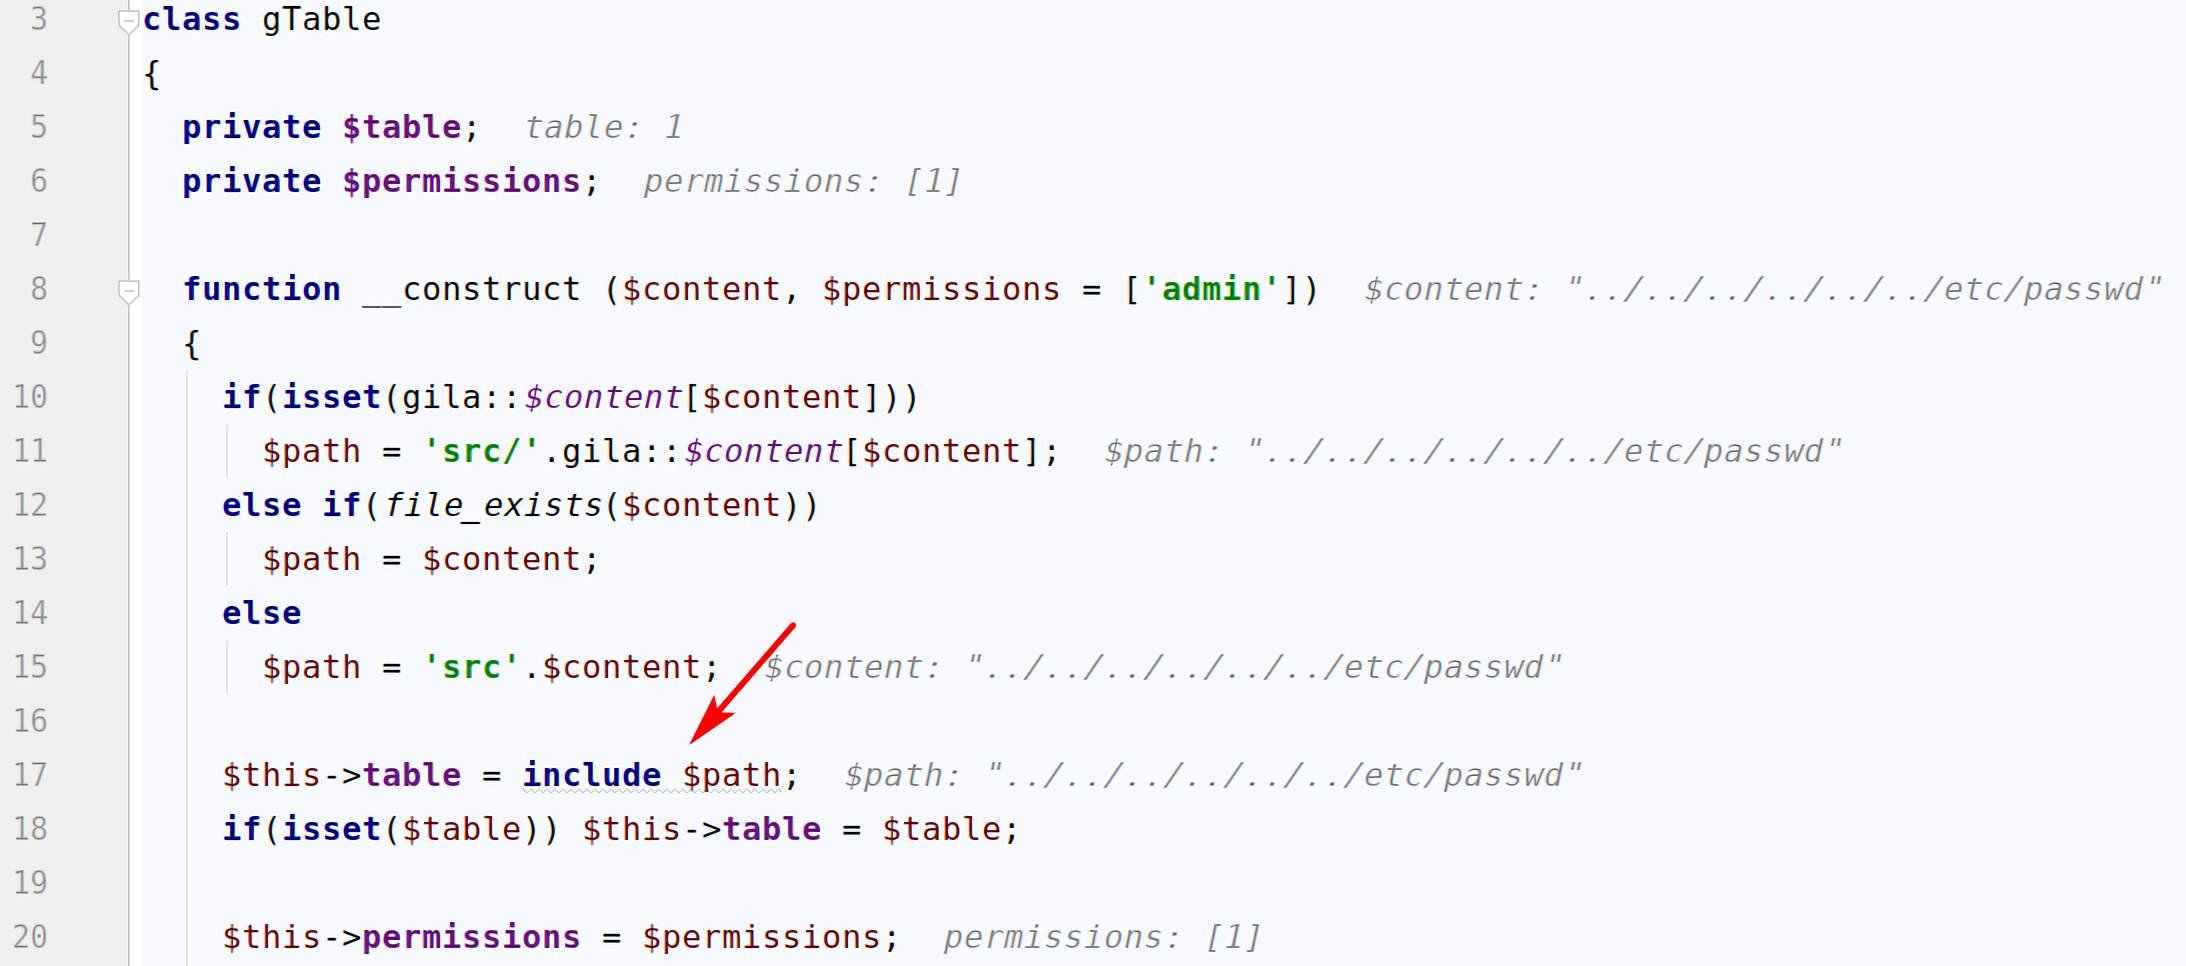 3 class gTable
4 {
5 private $table; table: 1
6 private $permissions; permissions: [1]
7
8 function __construct ($content, $permissions = ['admin']) $content: "../../../../../../etc/passwd"
9 {
10 if(isset(gila::$content[$content]))
11 $path = 'src/'.gila::$content[$content]; $path: "../../../../../../etc/passwd"
12 else if(file_exists($content))
13 $path = $content;
14 else
15 $path = 'src'.$content; $content: "../../../../../../etc/passwd"
16
17 $this->table = include $path; $path: "../../../../../../etc/passwd"
18 if(isset($table)) $this->table = $table;
19
20 $this->permissions = $permissions; permissions: [1]